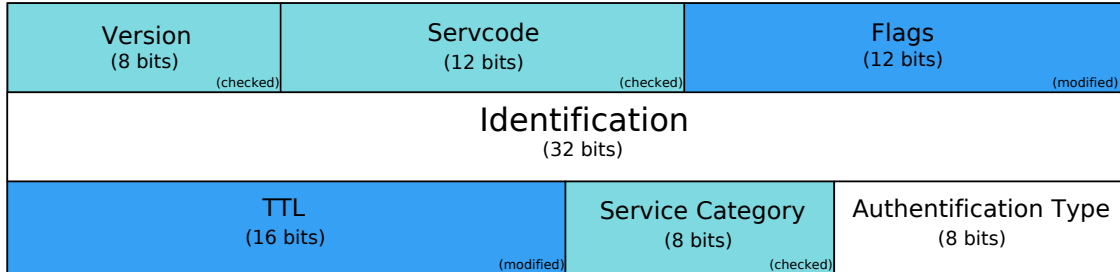 Version
(8 bits)
(checked)
Servcode
(12 bits)
(checked)
Flags
(12 bits)
(modified)
Identification
(32 bits)
TTL
(16 bits)
(modified)
Service Category
(8 bits)
(checked)
Authentification Type
(8 bits)